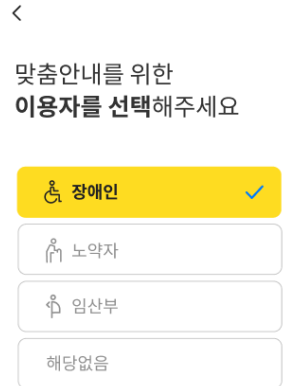 맞춤안내를 위한
이용자를 선택해주세요
장애인
노약자
임산부
해당없음